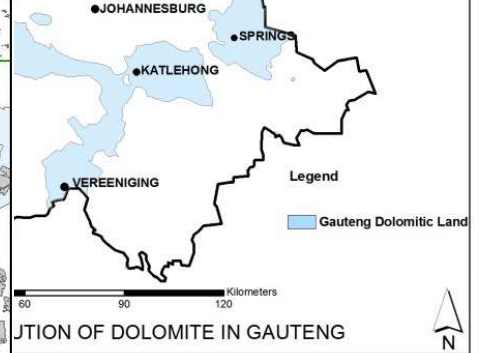 JOHANNESBURG
SPRINGS
KATLEHONG
VEREENIGING
Legend
Gauteng Dolomitic Land
Kilometers
60 90 120
UTION OF DOLOMITE IN GAUTENG
N